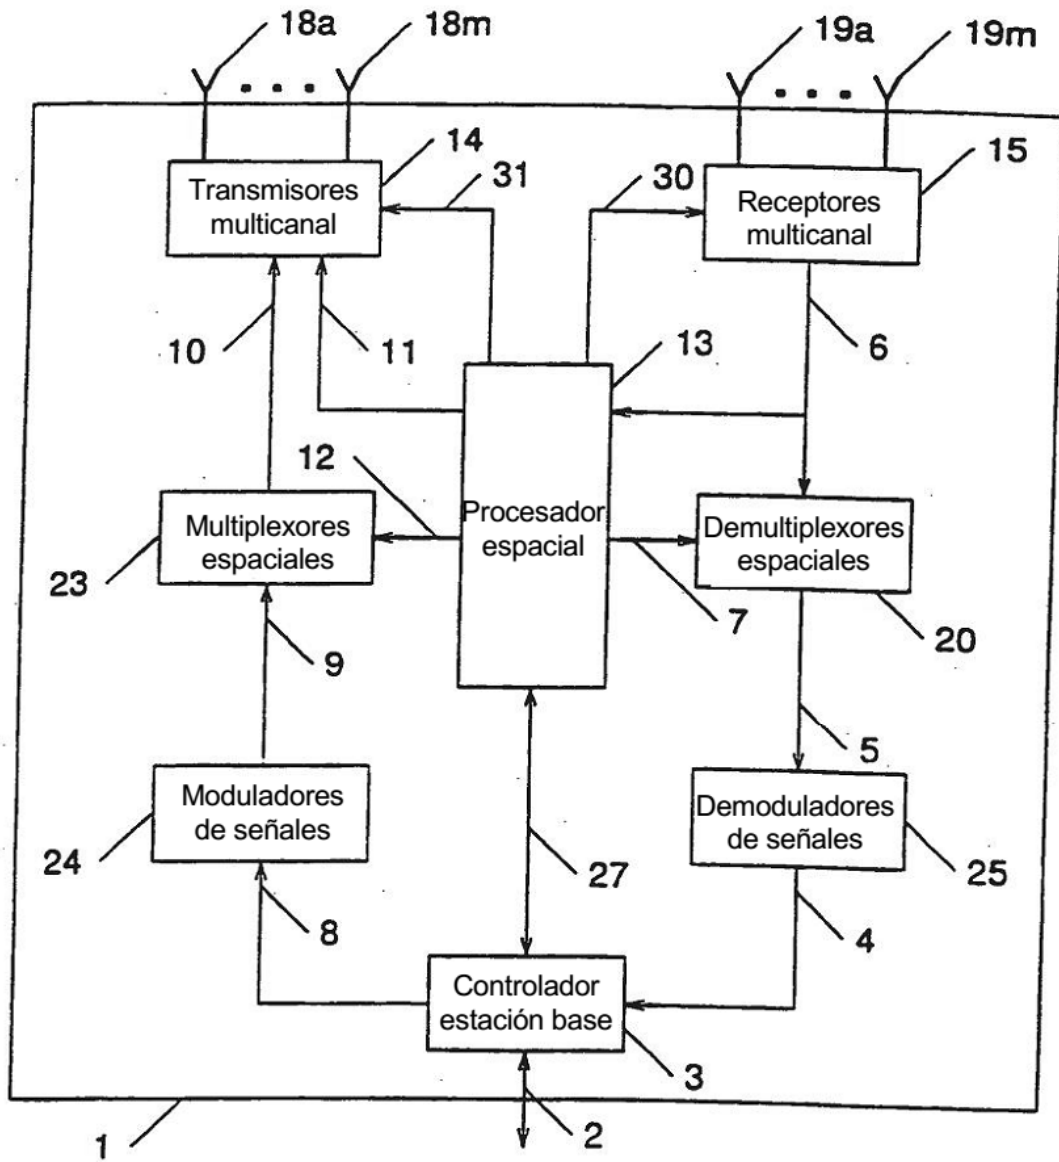 18a
18m
19a
19m
14
31
30
15
Transmisores
multicanal
Receptores
multicanal
10
11
13
6
12
Multiplexores
espaciales
Procesador
espacial
Demultiplexores
espaciales
23
9
7
20
5
Moduladores
de señales
Demoduladores
de señales
24
8
27
4
25
Controlador
estación base
3
1
2